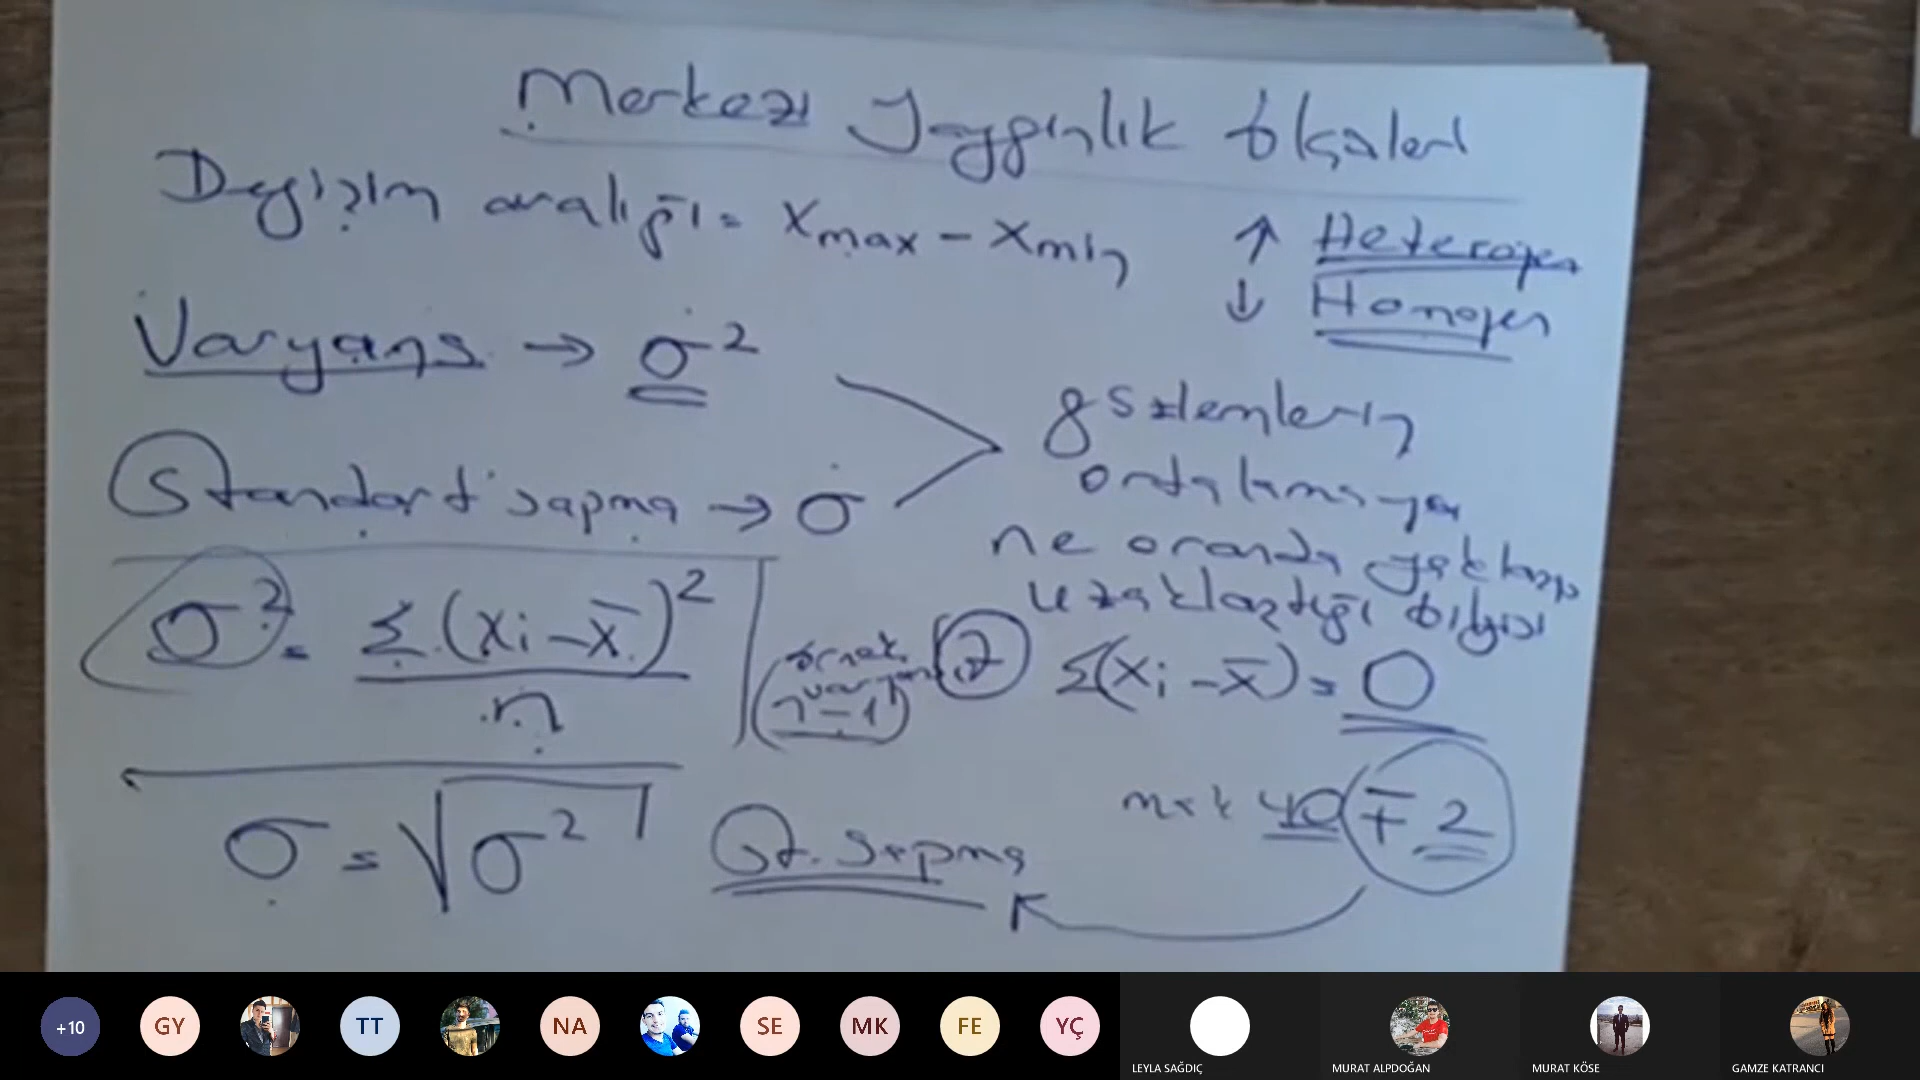 Merkezi Yaygınlık Ölçüleri
Değişim aralığı = Xmax - Xmin
↑ Heterojen
↓ Homojen
Varyans → σ²
Standart sapma → σ
gözlemlerin
ortalamaya
ne oranda yaklaşıp
uzaklaştığı bilgisi
σ² = Σ(xi - x̄)² / n
örnek
varyans
(n-1)
? Σ(xi - x̄) = 0
40 ∓ 2
σ = √σ² St. Sapma
+10 GY TT NA SE MK FE YÇ
LEYLA SAĞDIÇ MURAT ALPDOĞAN MURAT KÖSE GAMZE KATRANCI